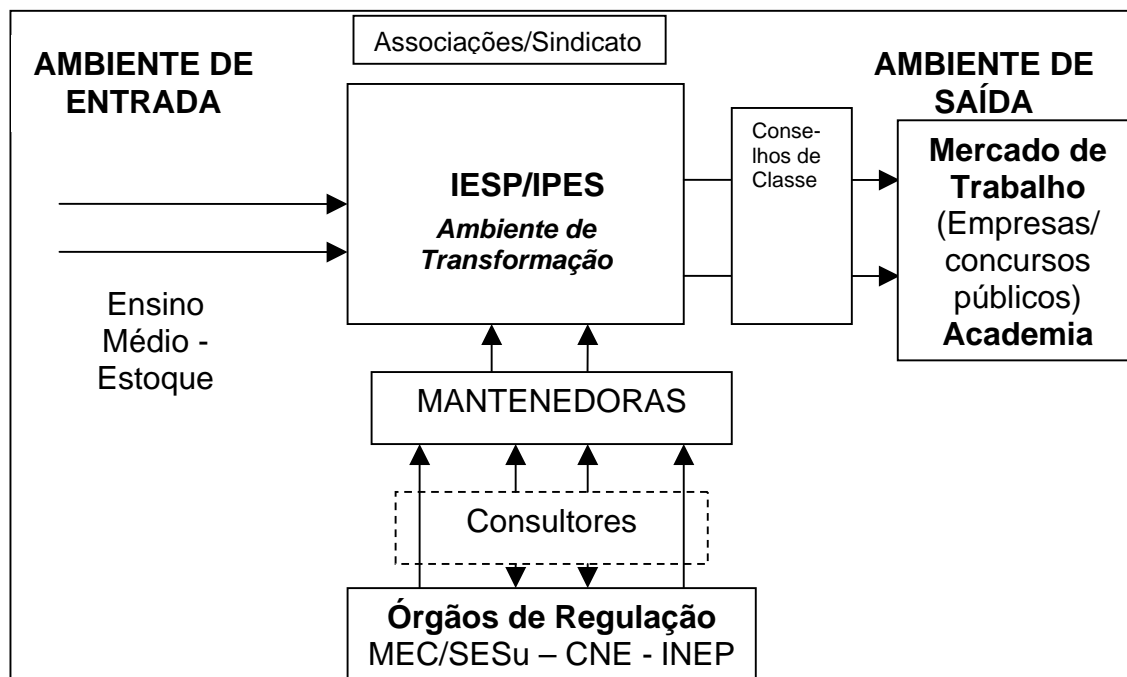 Associações/Sindicato
AMBIENTE DE
ENTRADA
AMBIENTE DE
SAÍDA
IESP/IPES
Ambiente de
Transformação
Conse-
lhos de
Classe
Mercado de
Trabalho
(Empresas/
concursos
públicos)
Academia
Ensino
Médio -
Estoque
MANTENEDORAS
Consultores
Órgãos de Regulação
MEC/SESu – CNE - INEP